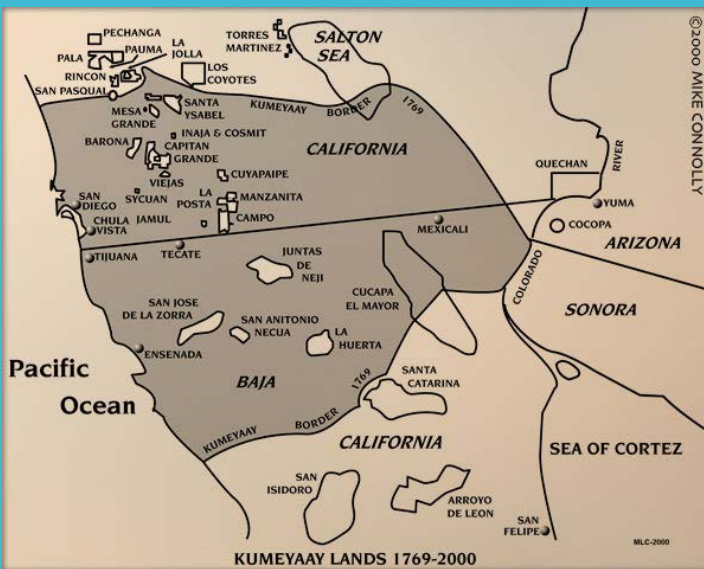 PECHANGA
PALA
PAUMA
LA
JOLLA
RINCON
SAN PASQUAL
LOS
COYOTES
TORRES
MARTINEZ
SALTON
SEA
©2000 MIKE CONNOLLY
MESA
GRANDE
SANTA
YSABEL
KUMEYAAY BORDER 1769
INAJA & COSMIT
BARONA
CAPITAN
GRANDE
CALIFORNIA
VIEJAS
CUYAPAIPE
QUECHAN
RIVER
SAN
DIEGO
SYCUAN
LA
POSTA
MANZANITA
YUMA
CHULA
VISTA
JAMUL
CAMPO
MEXICALI
COCOPA
ARIZONA
TIJUANA
TECATE
JUNTAS
DE
NEJI
COLORADO
CUCAPA
EL MAYOR
SAN JOSE
DE LA ZORRA
SAN ANITONIO
NECUA
LA
HUERTA
SONORA
ENSENADA
Pacific
Ocean
BAJA
SANTA
CATARINA
KUMEYAAY BORDER 1769
CALIFORNIA
SEA OF CORTEZ
SAN
ISIDORO
ARROYO
DE LEON
SAN
FELIPE
MLC-2000
KUMEYAAY LANDS 1769-2000